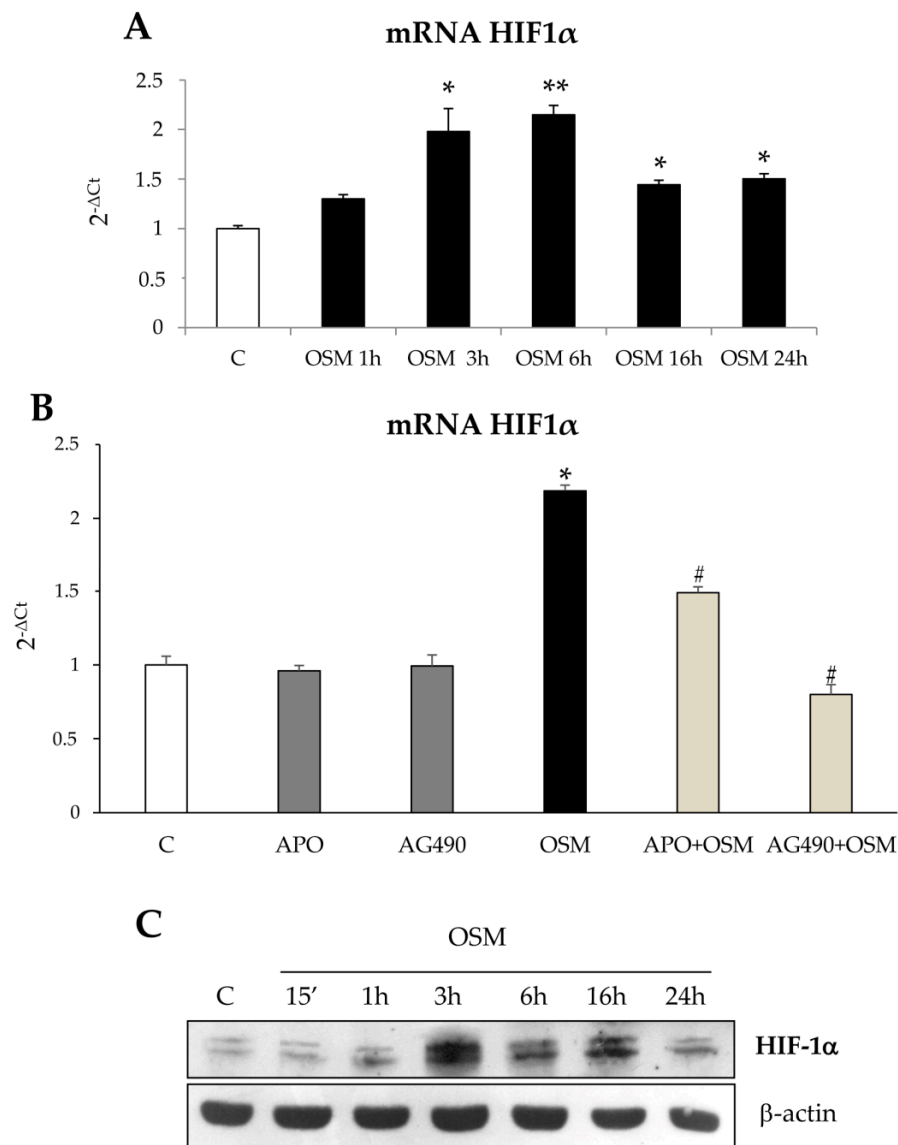 A
mRNA HIF1α
2.5
2
1.5
1
0.5
0
2-ΔCt
*
**
*
*
C OSM 1h OSM 3h OSM 6h OSM 16h OSM 24h
B
mRNA HIF1α
2.5
2
1.5
1
0.5
0
2-ΔCt
*
#
#
C APO AG490 OSM APO+OSM AG490+OSM
C
OSM
C 15′ 1h 3h 6h 16h 24h
HIF-1α
β-actin